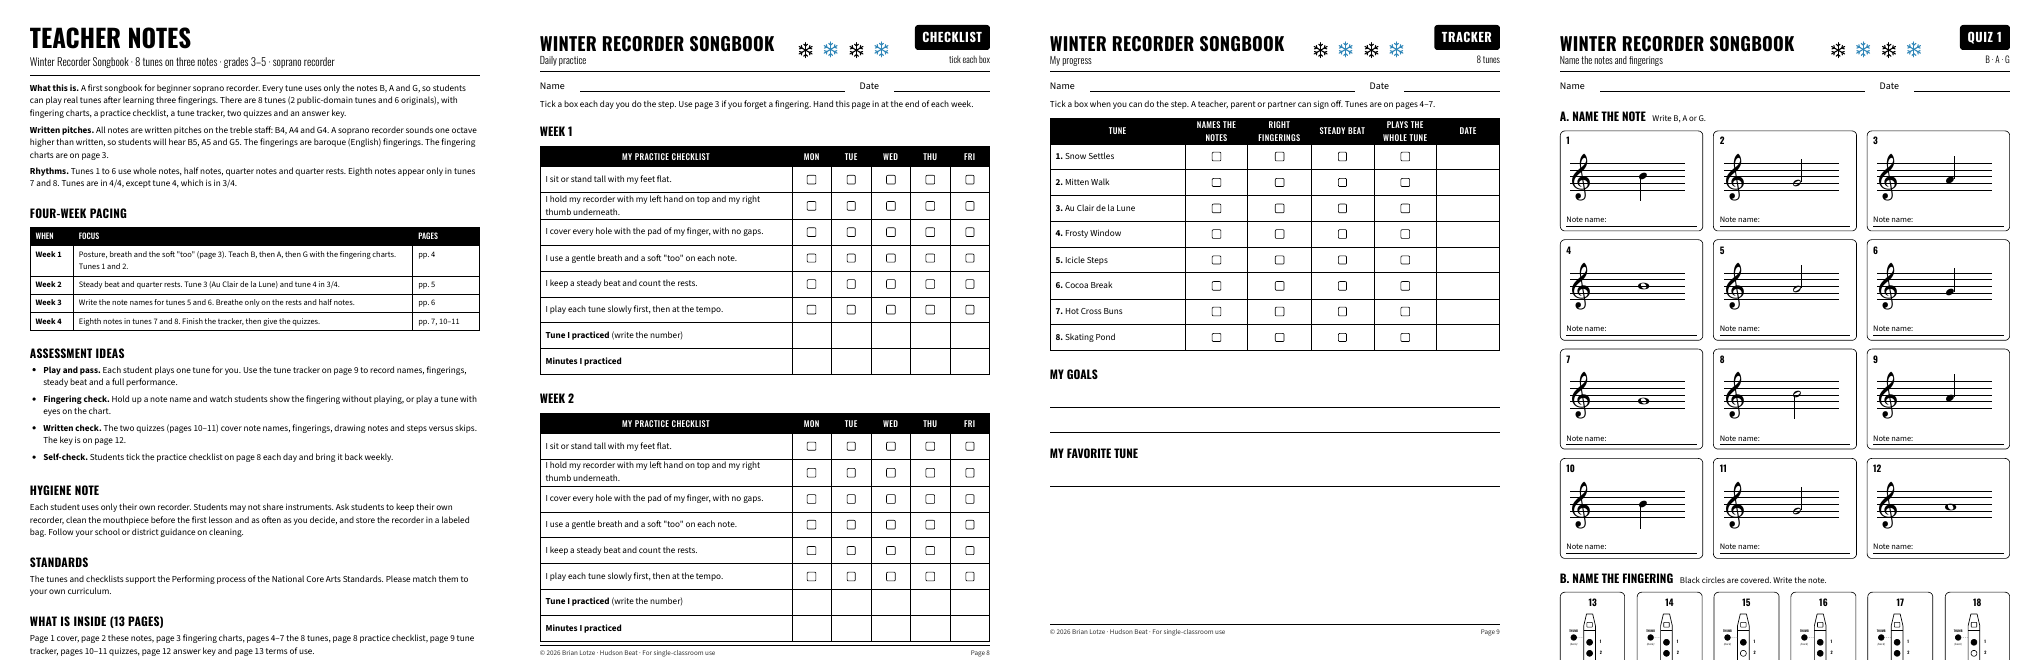 TEACHER NOTES
Winter Recorder Songbook · 8 tunes on three notes · grades 3–5 · soprano recorder
What this is. A first songbook for beginner soprano recorder. Every tune uses only the notes B, A and G, so students
can play real tunes after learning three fingerings. There are 8 tunes (2 public-domain tunes and 6 originals), with
fingering charts, a practice checklist, a tune tracker, two quizzes and an answer key.
Written pitches. All notes are written pitches on the treble staff: B4, A4 and G4. A soprano recorder sounds one octave
higher than written, so students will hear B5, A5 and G5. The fingerings are baroque (English) fingerings. The fingering
charts are on page 3.
Rhythms. Tunes 1 to 6 use whole notes, half notes, quarter notes and quarter rests. Eighth notes appear only in tunes
7 and 8. Tunes are in 4/4, except tune 4, which is in 3/4.
FOUR-WEEK PACING
WHEN FOCUS PAGES
Week 1 Posture, breath and the soft "too" (page 3). Teach B, then A, then G with the fingering charts. pp. 4
Tunes 1 and 2.
Week 2 Steady beat and quarter rests. Tune 3 (Au Clair de la Lune) and tune 4 in 3/4. pp. 5
Week 3 Write the note names for tunes 5 and 6. Breathe only on the rests and half notes. pp. 6
Week 4 Eighth notes in tunes 7 and 8. Finish the tracker, then give the quizzes. pp. 7, 10–11
ASSESSMENT IDEAS
• Play and pass. Each student plays one tune for you. Use the tune tracker on page 9 to record names, fingerings,
steady beat and a full performance.
• Fingering check. Hold up a note name and watch students show the fingering without playing, or play a tune with
eyes on the chart.
• Written check. The two quizzes (pages 10–11) cover note names, fingerings, drawing notes and steps versus skips.
The key is on page 12.
• Self-check. Students tick the practice checklist on page 8 each day and bring it back weekly.
HYGIENE NOTE
Each student uses only their own recorder. Students may not share instruments. Ask students to keep their own
recorder, clean the mouthpiece before the first lesson and as often as you decide, and store the recorder in a labeled
bag. Follow your school or district guidance on cleaning.
STANDARDS
The tunes and checklists support the Performing process of the National Core Arts Standards. Please match them to
your own curriculum.
WHAT IS INSIDE (13 PAGES)
Page 1 cover, page 2 these notes, page 3 fingering charts, pages 4–7 the 8 tunes, page 8 practice checklist, page 9 tune
tracker, pages 10–11 quizzes, page 12 answer key and page 13 terms of use.
WINTER RECORDER SONGBOOK CHECKLIST
Daily practice tick each box
Name Date
Tick a box each day you do the step. Use page 3 if you forget a fingering. Hand this page in at the end of each week.
WEEK 1
MY PRACTICE CHECKLIST MON TUE WED THU FRI
I sit or stand tall with my feet flat.
I hold my recorder with my left hand on top and my right
thumb underneath.
I cover every hole with the pad of my finger, with no gaps.
I use a gentle breath and a soft "too" on each note.
I keep a steady beat and count the rests.
I play each tune slowly first, then at the tempo.
Tune I practiced (write the number)
Minutes I practiced
WEEK 2
MY PRACTICE CHECKLIST MON TUE WED THU FRI
I sit or stand tall with my feet flat.
I hold my recorder with my left hand on top and my right
thumb underneath.
I cover every hole with the pad of my finger, with no gaps.
I use a gentle breath and a soft "too" on each note.
I keep a steady beat and count the rests.
I play each tune slowly first, then at the tempo.
Tune I practiced (write the number)
Minutes I practiced
© 2026 Brian Lotze · Hudson Beat · For single-classroom use Page 8
WINTER RECORDER SONGBOOK TRACKER
My progress 8 tunes
Name Date
Tick a box when you can do the step. A teacher, parent or partner can sign off. Tunes are on pages 4–7.
TUNE NAMES THE NOTES RIGHT FINGERINGS STEADY BEAT PLAYS THE WHOLE TUNE DATE
1. Snow Settles
2. Mitten Walk
3. Au Clair de la Lune
4. Frosty Window
5. Icicle Steps
6. Cocoa Break
7. Hot Cross Buns
8. Skating Pond
MY GOALS
MY FAVORITE TUNE
© 2026 Brian Lotze · Hudson Beat · For single-classroom use Page 9
WINTER RECORDER SONGBOOK QUIZ 1
Name the notes and fingerings B · A · G
Name Date
A. NAME THE NOTE Write B, A or G.
1 2 3
Note name: Note name: Note name:
4 5 6
Note name: Note name: Note name:
7 8 9
Note name: Note name: Note name:
10 11 12
Note name: Note name: Note name:
B. NAME THE FINGERING Black circles are covered. Write the note.
13 14 15 16 17 18
1 1 1 1 1 1
2 2 2 2 2 2